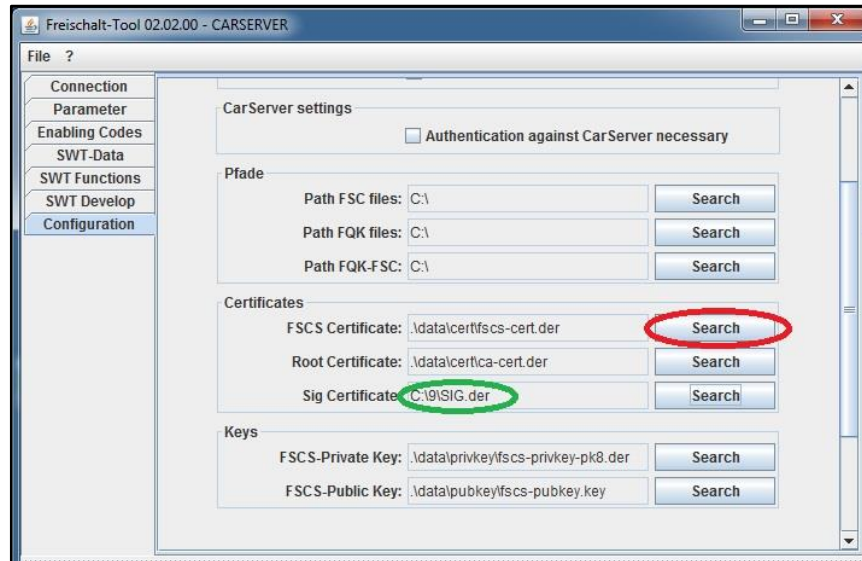 Freischalt-Tool 02.02.00 - CARSERVER
File ?
Connection
Parameter
Enabling Codes
SWT-Data
SWT Functions
SWT Develop
Configuration
CarServer settings
Authentication against CarServer necessary
Pfade
Path FSC files: C:\ Search
Path FQK files: C:\ Search
Path FQK-FSC: C:\ Search
Certificates
FSCS Certificate: .\data\cert\fscs-cert.der Search
Root Certificate: .\data\cert\ca-cert.der Search
Sig Certificate C:\9\SIG.der Search
Keys
FSCS-Private Key: .\data\privkey\fscs-privkey-pk8.der Search
FSCS-Public Key: .\data\pubkey\fscs-pubkey.key Search